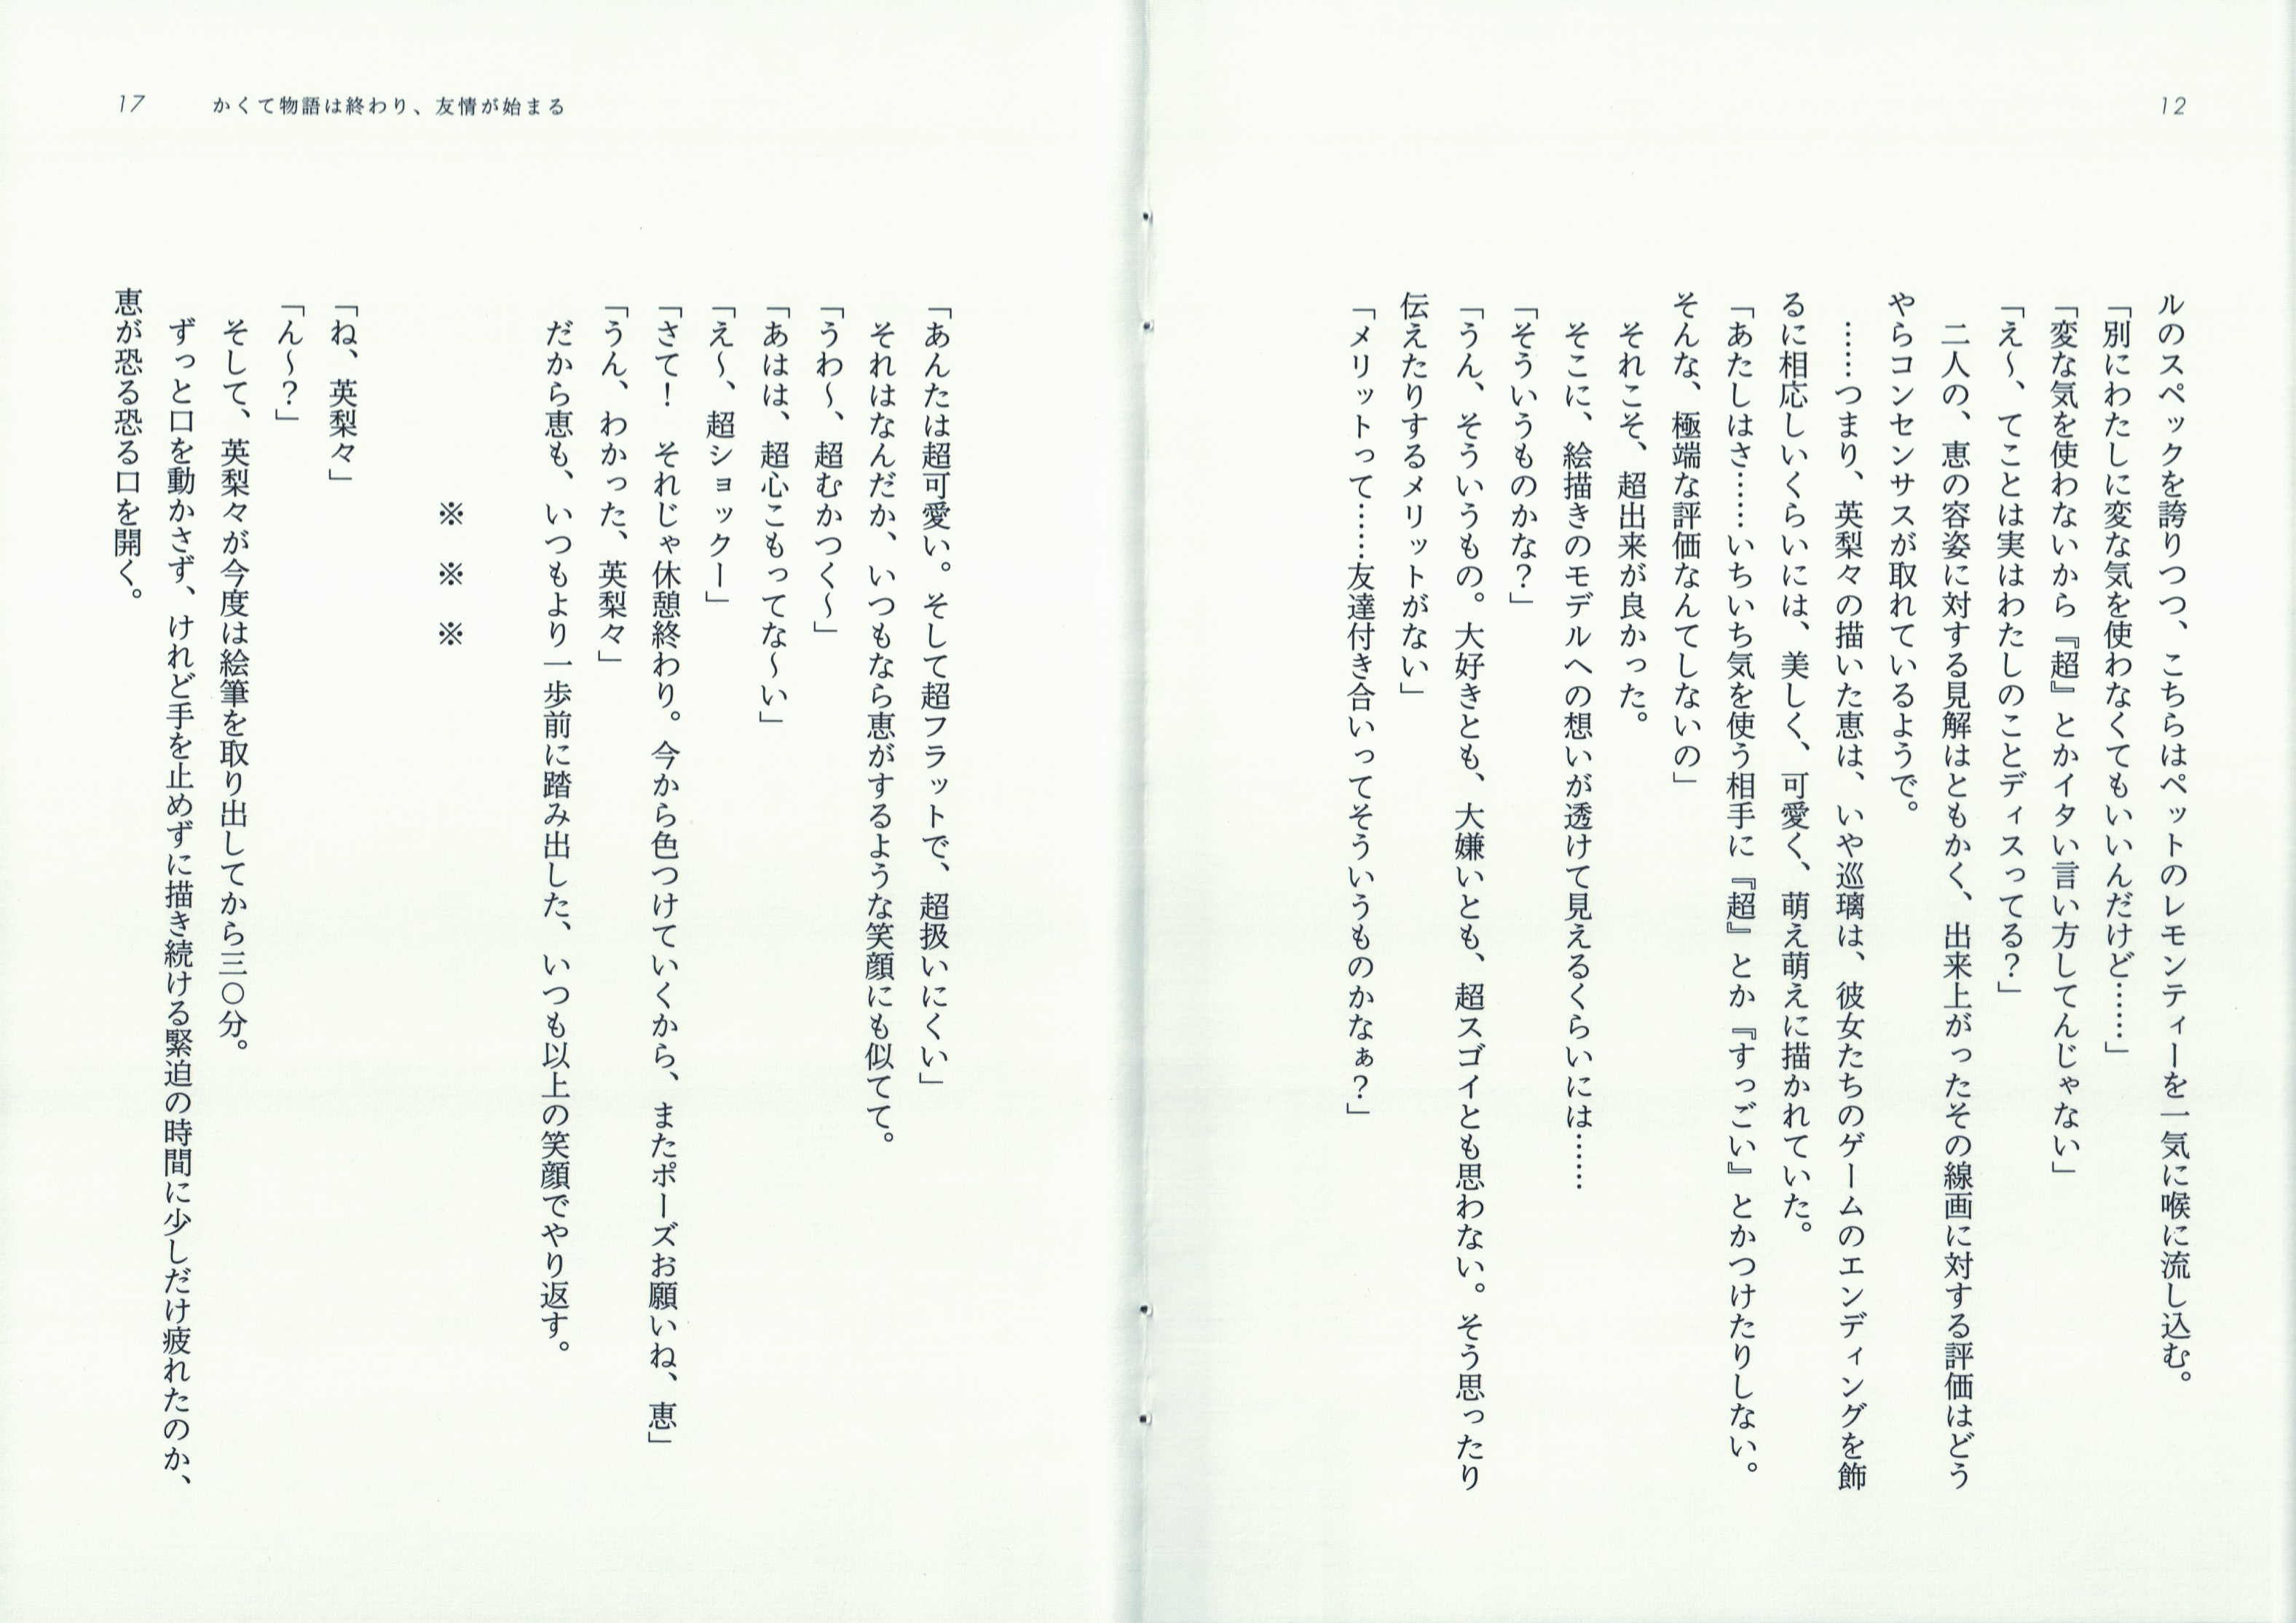 12
ルのスペックを誇りつつ、こちらはペットのレモンティーを一気に喉に流し込む。
「別にわたしに変な気を使わなくてもいいんだけど……」
「変な気を使わないから『超』とかイタい言い方してんじゃない」
「え〜、てことは実はわたしのことディスってる？」
二人の、恵の容姿に対する見解はともかく、出来上がったその線画に対する評価はどう
やらコンセンサスが取れているようで。
……つまり、英梨々の描いた恵は、いや巡璃は、彼女たちのゲームのエンディングを飾
るに相応しいくらいには、美しく、可愛く、萌え萌えに描かれていた。
「あたしはさ……いちいち気を使う相手に『超』とか『すっごい』とかつけたりしない。
そんな、極端な評価なんてしないの」
それこそ、超出来が良かった。
そこに、絵描きのモデルへの想いが透けて見えるくらいには……
「そういうものかな？」
「うん、そういうもの。大好きとも、大嫌いとも、超スゴイとも思わない。そう思ったり
伝えたりするメリットがない」
「メリットって……友達付き合いってそういうものかなぁ？」
17
かくて物語は終わり、友情が始まる
「あんたは超可愛い。そして超フラットで、超扱いにくい」
それはなんだか、いつもなら恵がするような笑顔にも似てて。
「うわ〜、超むかつく〜」
「あはは、超心こもってな〜い」
「え〜、超ショックー」
「さて！　それじゃ休憩終わり。今から色つけていくから、またポーズお願いね、恵」
「うん、わかった、英梨々」
だから恵も、いつもより一歩前に踏み出した、いつも以上の笑顔でやり返す。
※　※　※
「ね、英梨々」
「ん〜？」
そして、英梨々が今度は絵筆を取り出してから三〇分。
ずっと口を動かさず、けれど手を止めずに描き続ける緊迫の時間に少しだけ疲れたのか、
恵が恐る恐る口を開く。